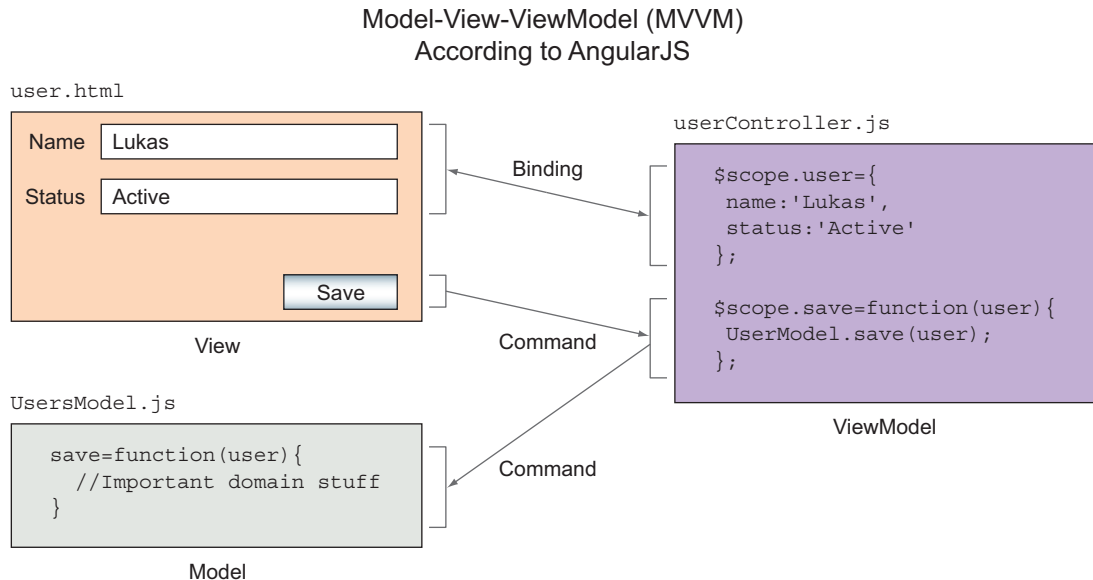 Model-View-ViewModel (MVVM)
According to AngularJS
user.html
Name Lukas
Status Active
Save
View
Binding
Command
userController.js
$scope.user={
name:'Lukas',
status:'Active'
};
$scope.save=function(user){
UserModel.save(user);
};
ViewModel
UsersModel.js
save=function(user){
//Important domain stuff
}
Command
Model